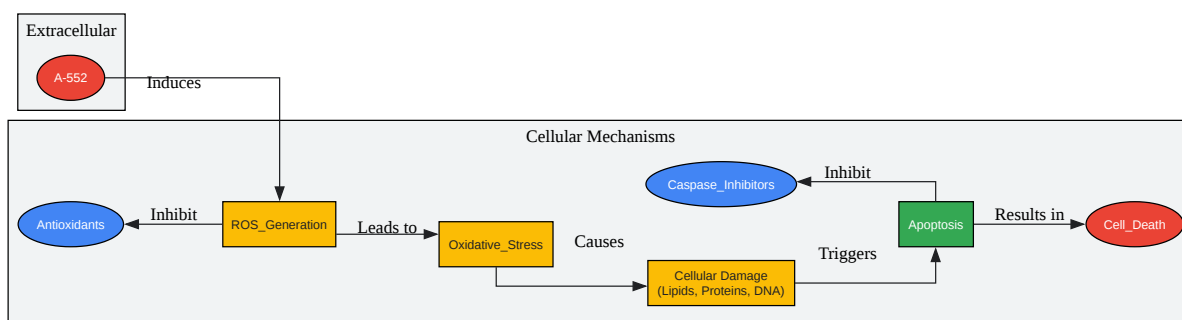 Extracellular
A-552
Induces
Cellular Mechanisms
Caspase_Inhibitors
Inhibit
Antioxidants
Inhibit
ROS_Generation
Leads to
Oxidative_Stress
Causes
Cellular Damage
(Lipids, Proteins, DNA)
Triggers
Apoptosis
Results in
Cell_Death